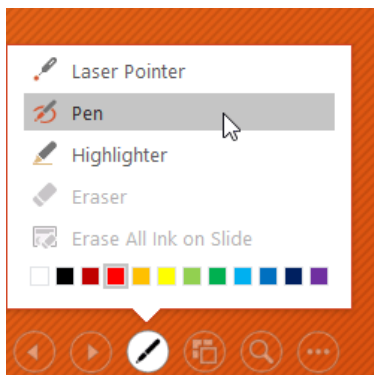 Laser Pointer
Pen
Highlighter
Eraser
Erase All Ink on Slide